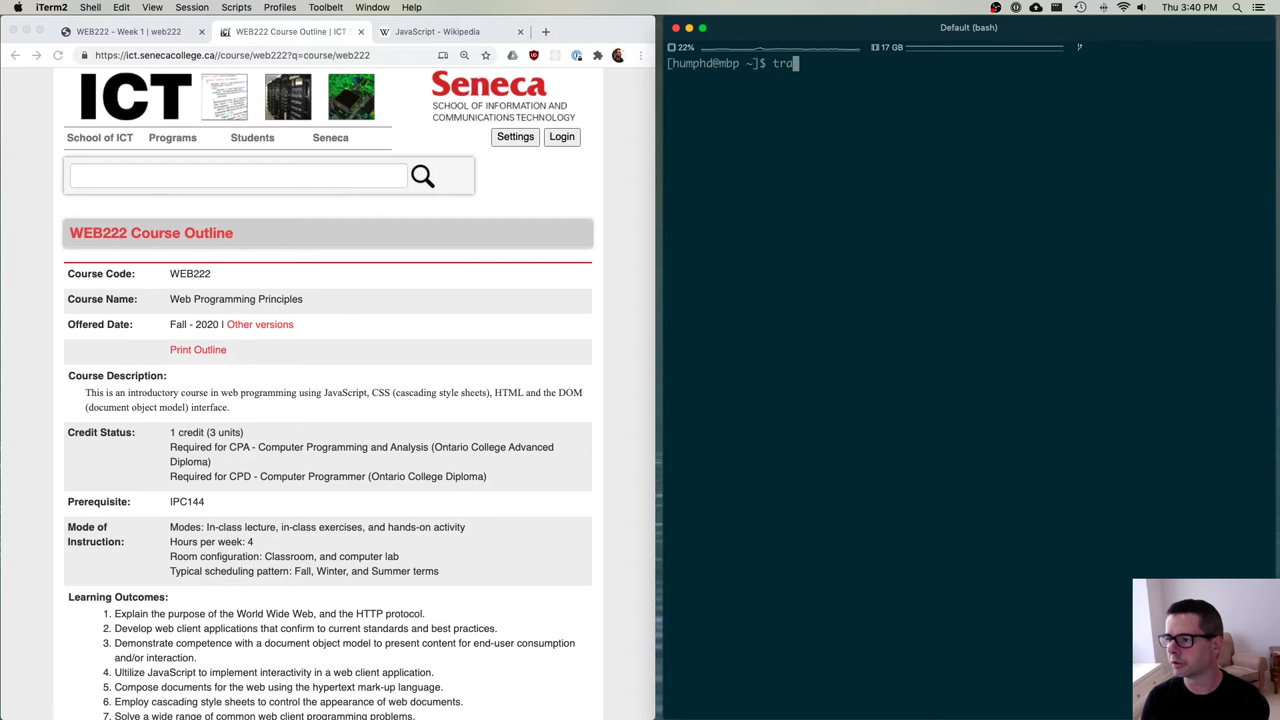 iTerm2 Shell Edit View Session Scripts Profiles Toolbelt Window Help 3:40 PM
WEB222 - Week 1 | web222
WEB222 Course Outline | ICT
JavaScript - Wikipedia
Default (bash)
ict.senecacollege.ca//course/web222?q=course/web222
22% 17 GB
[humphd@mbp ~]$ tra
ICT
Seneca
SCHOOL OF INFORMATION AND
COMMUNICATIONS TECHNOLOGY
School of ICT Programs Students Seneca
Settings Login
WEB222 Course Outline
Course Code: WEB222
Course Name: Web Programming Principles
Offered Date: Fall - 2020 | Other versions
Print Outline
Course Description:
This is an introductory course in web programming using JavaScript, CSS (cascading style sheets), HTML and the DOM
(document object model) interface.
Credit Status: 1 credit (3 units)
Required for CPA - Computer Programming and Analysis (Ontario College Advanced
Diploma)
Required for CPD - Computer Programmer (Ontario College Diploma)
Prerequisite: IPC144
Mode of Instruction: Modes: In-class lecture, in-class exercises, and hands-on activity
Hours per week: 4
Room configuration: Classroom, and computer lab
Typical scheduling pattern: Fall, Winter, and Summer terms
Learning Outcomes:
1. Explain the purpose of the World Wide Web, and the HTTP protocol.
2. Develop web client applications that confirm to current standards and best practices.
3. Demonstrate competence with a document object model to present content for end-user consumption
and/or interaction.
4. Ultilize JavaScript to implement interactivity in a web client application.
5. Compose documents for the web using the hypertext mark-up language.
6. Employ cascading style sheets to control the appearance of web documents.
7. Solve a wide range of common web client programming problems.